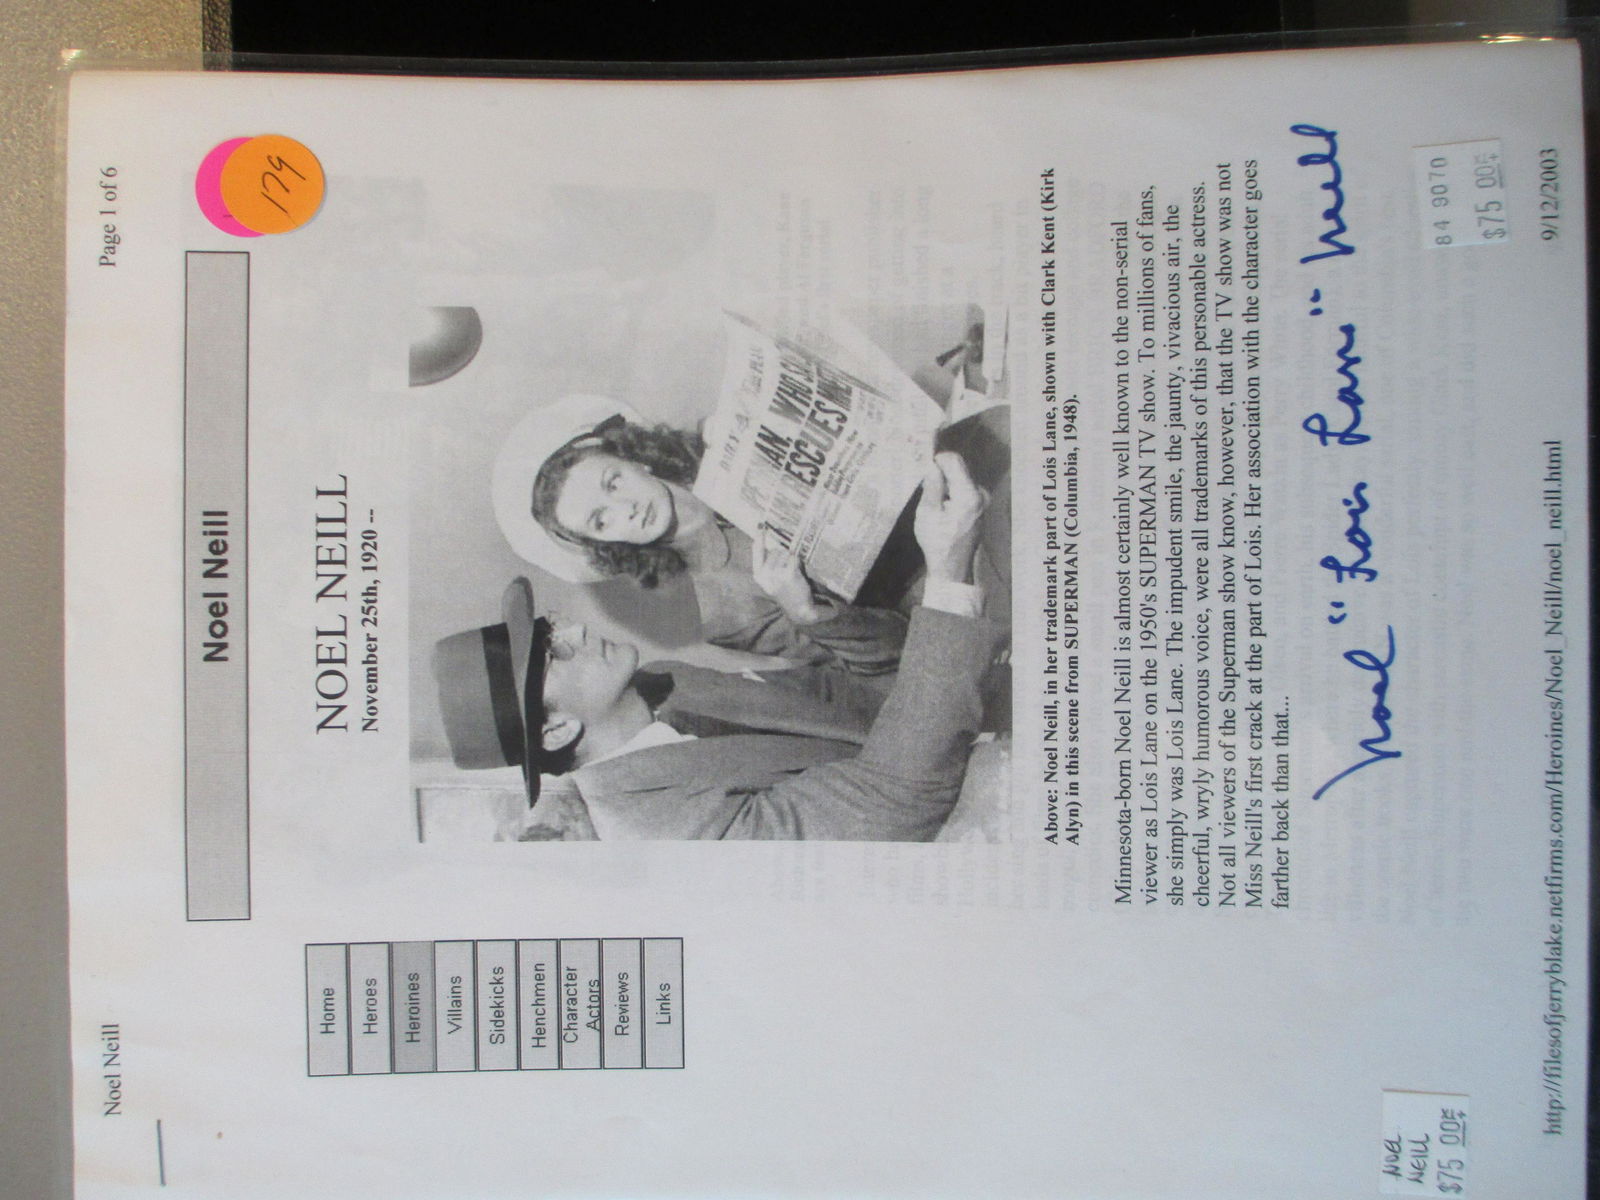 Noel Neill
Page 1 of 6
Noel Neill
179
Home
Heroes
Heroines
Villains
Sidekicks
Henchmen
Character
Actors
Reviews
Links
NOEL NEILL
November 25th, 1920 --
DAILY
WHO
RESCUES
Above: Noel Neill, in her trademark part of Lois Lane, shown with Clark Kent (Kirk
Alyn) in this scene from SUPERMAN (Columbia, 1948).
Minnesota-born Noel Neill is almost certainly well known to the non-serial
viewer as Lois Lane on the 1950's SUPERMAN TV show. To millions of fans,
she simply was Lois Lane. The impudent smile, the jaunty, vivacious air, the
cheerful, wryly humorous voice, were all trademarks of this personable actress.
Not all viewers of the Superman show know, however, that the TV show was not
Miss Neill's first crack at the part of Lois. Her association with the character goes
farther back than that...
Noel "Lois Lane" Neill
84 9070
$75 00
NOEL
NEILL
$75 00
http://filesofjerryblake.netfirms.com/Heroines/Noel_Neill/noel_neill.html
9/12/2003